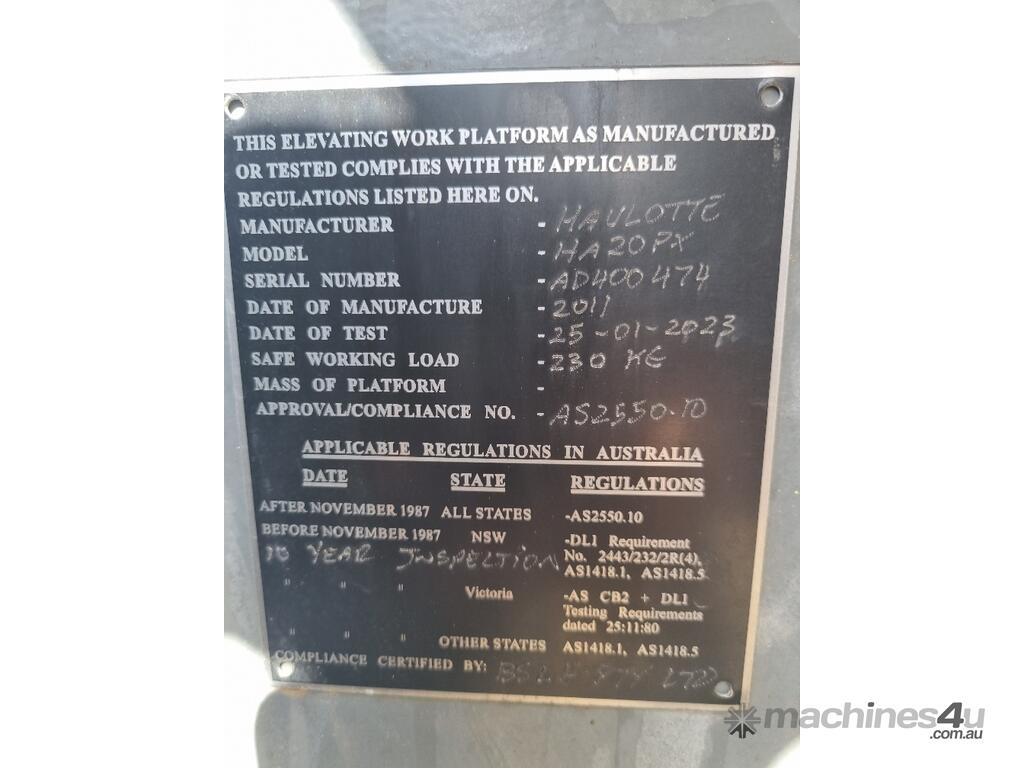 THIS ELEVATING WORK PLATFORM AS MANUFACTURED
OR TESTED COMPLIES WITH THE APPLICABLE
REGULATIONS LISTED HERE ON.
MANUFACTURER - HAULOTTE
MODEL - HA20PX
SERIAL NUMBER - AD400474
DATE OF MANUFACTURE - 2011
DATE OF TEST - 25-01-2023
SAFE WORKING LOAD - 230 KE
MASS OF PLATFORM -
APPROVAL/COMPLIANCE NO. - AS2550.10
APPLICABLE REGULATIONS IN AUSTRALIA
DATE STATE REGULATIONS
AFTER NOVEMBER 1987 ALL STATES -AS2550.10
BEFORE NOVEMBER 1987 NSW -DL1 Requirement
10 YEAR INSPECTION No. 2443/232/2R(4),
AS1418.1, AS1418.5
" " " Victoria -AS CB2 + DL1
Testing Requirements
dated 25:11:80
" " " OTHER STATES AS1418.1, AS1418.5
COMPLIANCE CERTIFIED BY: PTY LTD
machines4u
.com.au